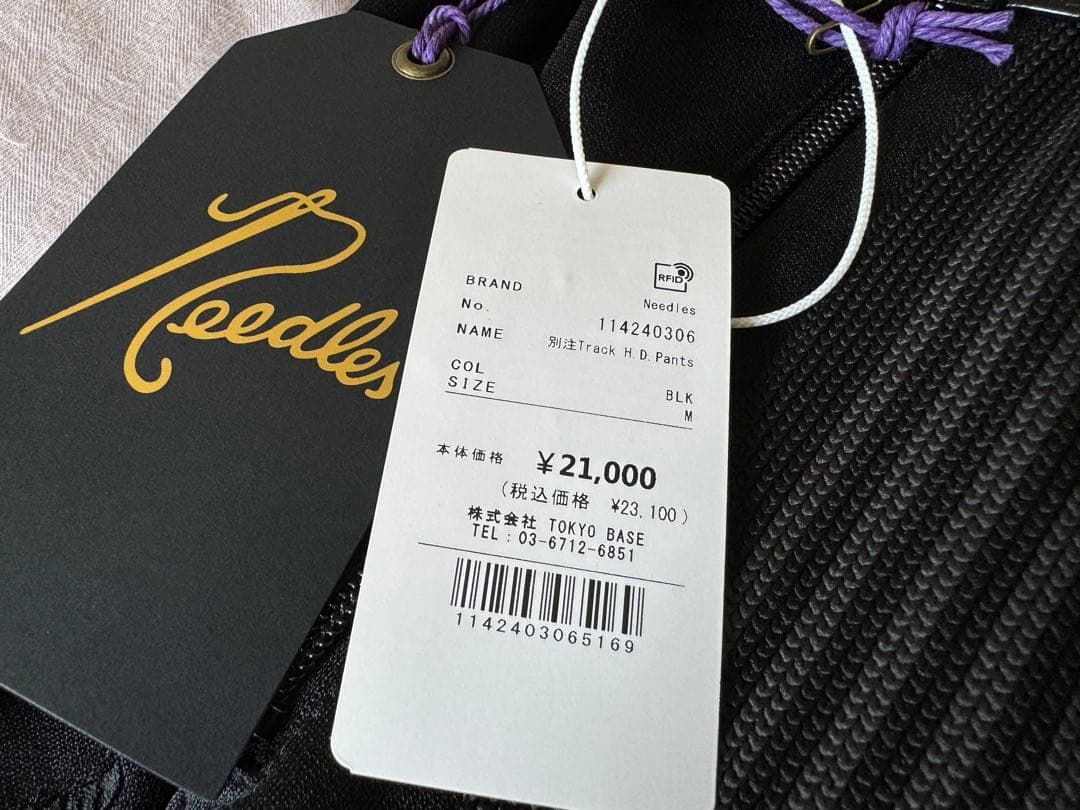 Needles
RFID
BRAND Needles
No. 114240306
NAME 別注Track H.D.Pants
COL BLK
SIZE M
本体価格 ¥21,000
(税込価格 ¥23,100)
株式会社 TOKYO BASE
TEL:03-6712-6851
1142403065169